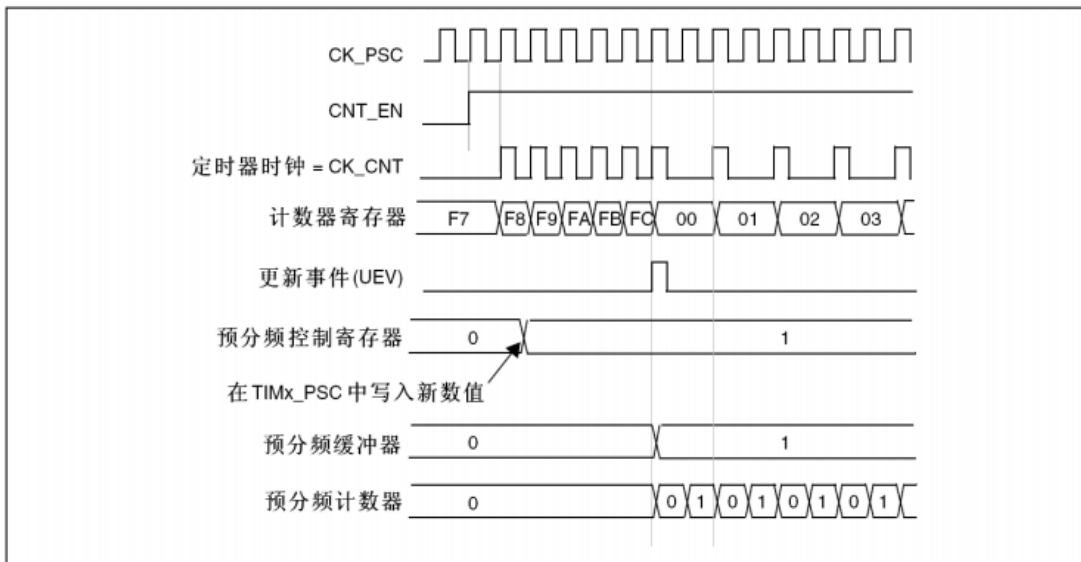 CK_PSC
CNT_EN
定时器时钟 = CK_CNT
计数器寄存器 F7 F8 F9 FA FB FC 00 01 02 03
更新事件(UEV)
预分频控制寄存器 0 1
在TIMx_PSC 中写入新数值
预分频缓冲器 0 1
预分频计数器 0 0 1 0 1 0 1 0 1